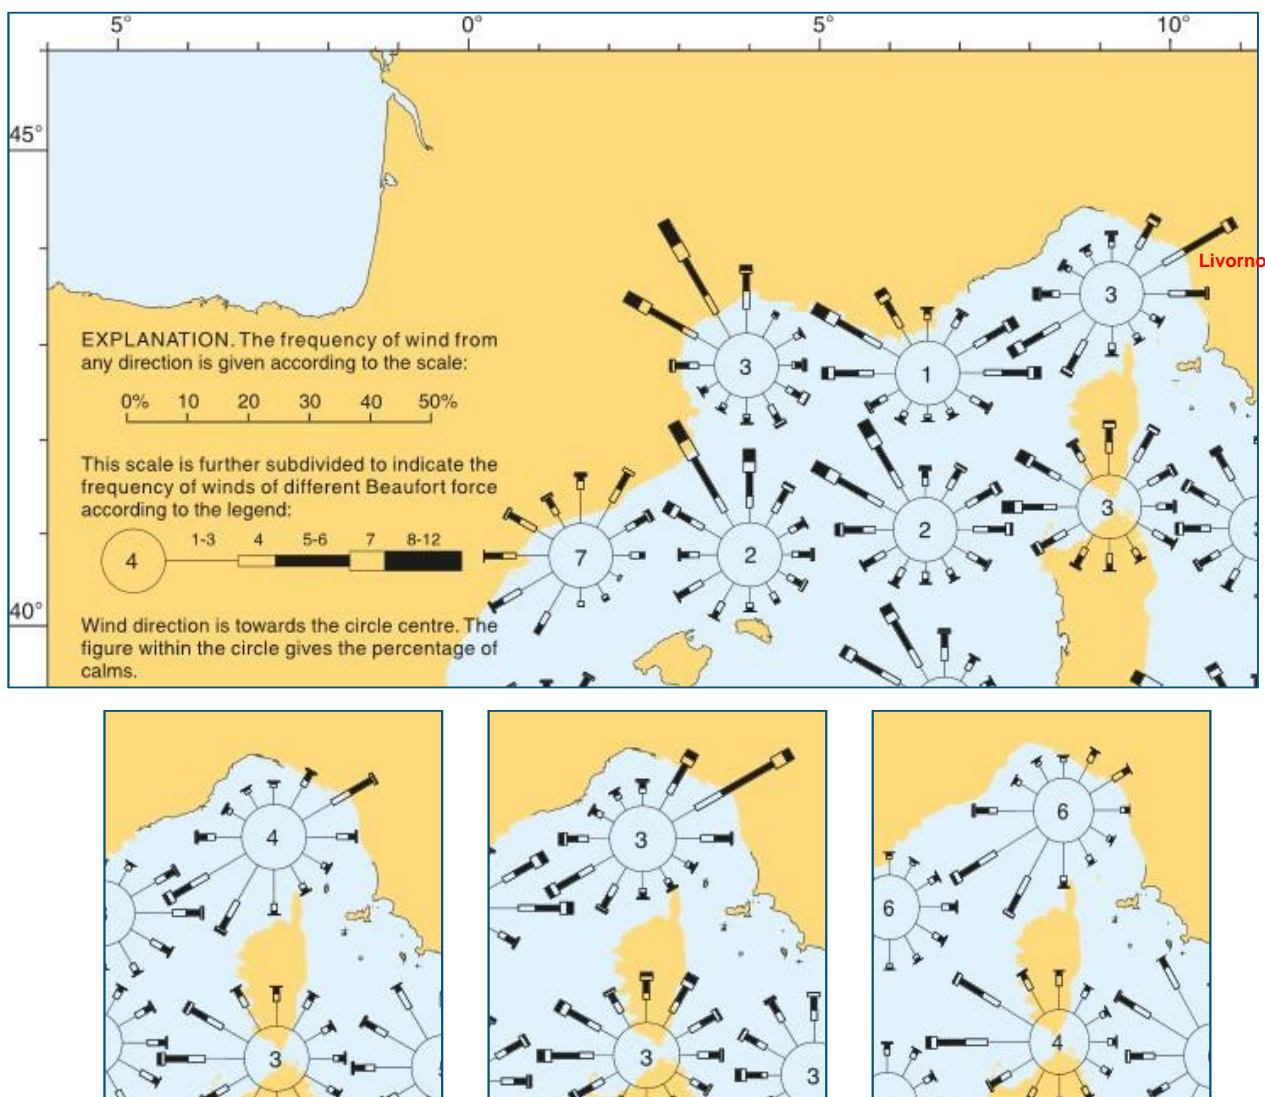 5° 0° 5° 10°
45°
Livorno
3
EXPLANATION. The frequency of wind from
any direction is given according to the scale:
3
1
0% 10 20 30 40 50%
This scale is further subdivided to indicate the
frequency of winds of different Beaufort force
according to the legend:
3
2
1-3 4 5-6 7 8-12
7
2
4
40°
Wind direction is towards the circle centre. The
figure within the circle gives the percentage of
calms.
4
3
3
3
3
6
6
4